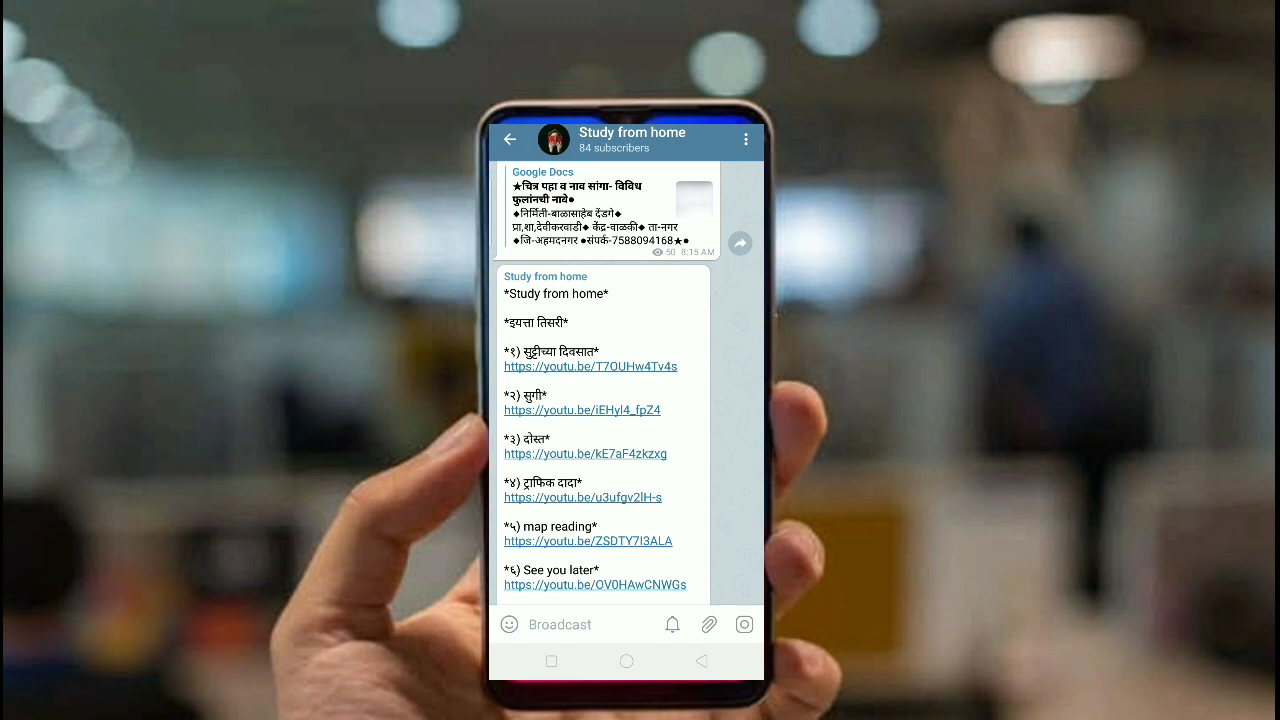 Study from home
84 subscribers
Google Docs
★चित्र पहा व नाव सांगा- विविध
फुलांनची नावे●
◆निर्मिती-बाळासाहेब देंडगे◆
प्रा,शा,देवीकरवाडी◆ केंद्र-वाळकी◆ ता-नगर
◆जि-अहमदनगर ●संपर्क-7588094168★●
50 8:15 AM
Study from home
*Study from home*
*इयत्ता तिसरी*
*१) सुट्टीच्या दिवसात*
https://youtu.be/T7OUHw4Tv4s
*२) सुगी*
https://youtu.be/iEHyI4_fpZ4
*३) दोस्त*
https://youtu.be/kE7aF4zkzxg
*४) ट्राफिक दादा*
https://youtu.be/u3ufgv2lH-s
*५) map reading*
https://youtu.be/ZSDTY7I3ALA
*६) See you later*
https://youtu.be/OV0HAwCNWGs
Broadcast